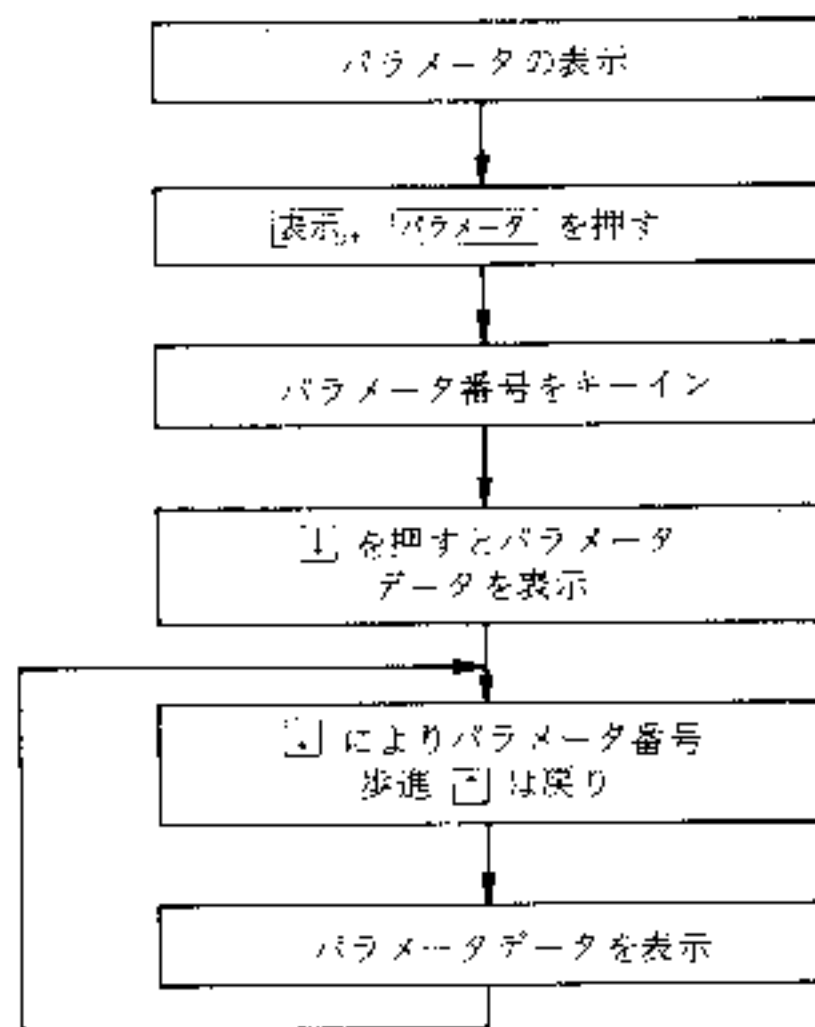 パラメータの表示
表示, パラメータ を押す
パラメータ番号をキーイン
↓ を押すとパラメータ
データを表示
↓ によりパラメータ番号
歩進 ↑ は戻り
パラメータデータを表示